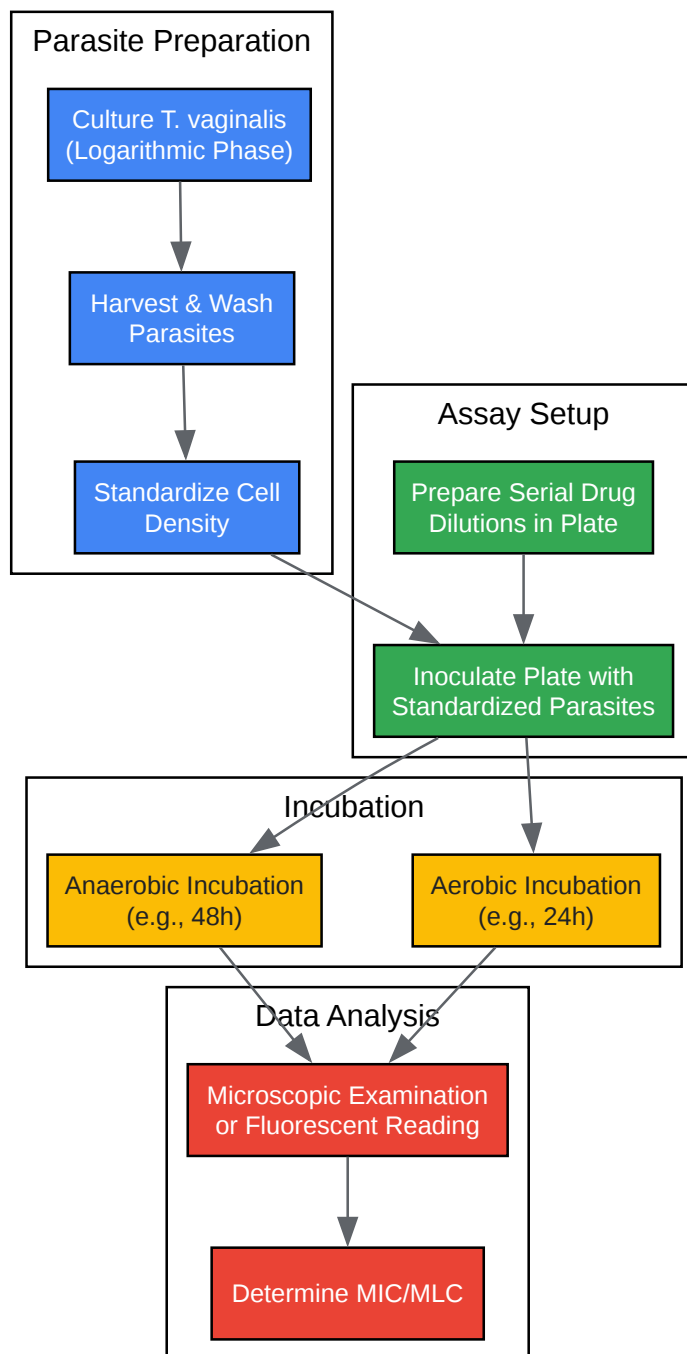 Parasite Preparation
Culture T. vaginalis
(Logarithmic Phase)
Harvest & Wash
Parasites
Standardize Cell
Density
Assay Setup
Prepare Serial Drug
Dilutions in Plate
Inoculate Plate with
Standardized Parasites
Incubation
Anaerobic Incubation
(e.g., 48h)
Aerobic Incubation
(e.g., 24h)
Data Analysis
Microscopic Examination
or Fluorescent Reading
Determine MIC/MLC